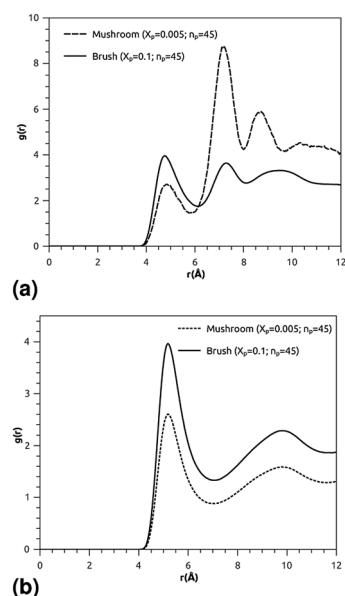 10
8
6
4
2
0
g(r)
Mushroom (Xp=0.005; np=45)
Brush (Xp=0.1; np=45)
0 2 4 6 8 10 12
r(Å)
(a)
5
4
3
2
1
0
g(r)
Mushroom (Xp=0.005; np=45)
Brush (Xp=0.1; np=45)
0 2 4 6 8 10
r(Å)
(b)